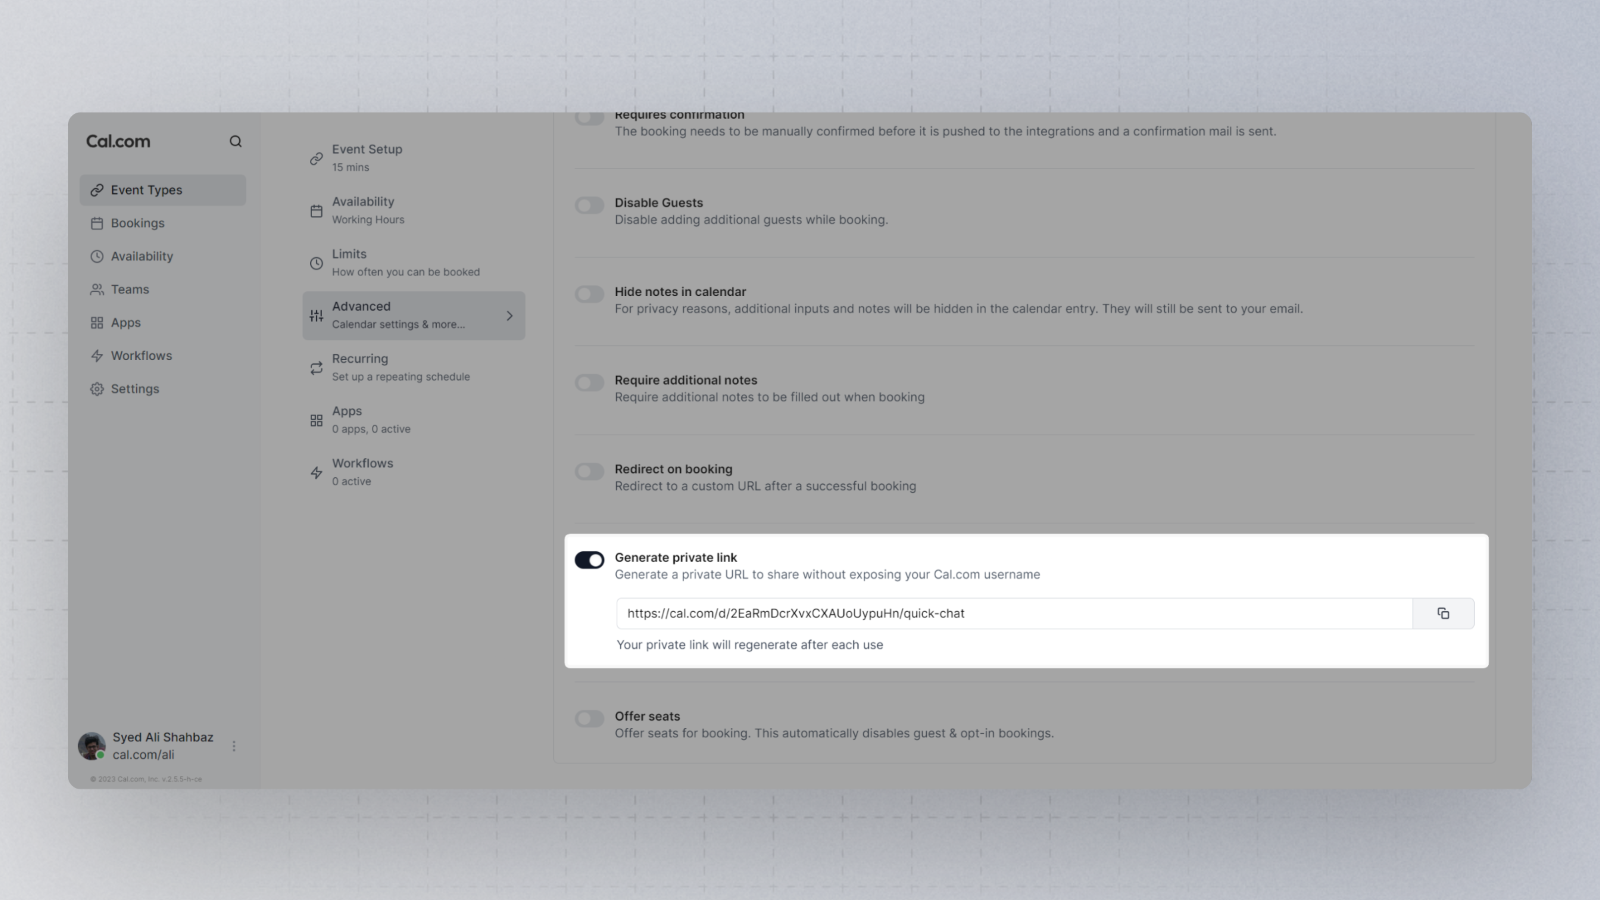 Cal.com
Event Types
Bookings
Availability
Teams
Apps
Workflows
Settings
Syed Ali Shahbaz
cal.com/ali
© 2023 Cal.com, Inc. v.2.5.5-h-ce
Event Setup
15 mins
Availability
Working Hours
Limits
How often you can be booked
Advanced
Calendar settings & more...
Recurring
Set up a repeating schedule
Apps
0 apps, 0 active
Workflows
0 active
Requires confirmation
The booking needs to be manually confirmed before it is pushed to the integrations and a confirmation mail is sent.
Disable Guests
Disable adding additional guests while booking.
Hide notes in calendar
For privacy reasons, additional inputs and notes will be hidden in the calendar entry. They will still be sent to your email.
Require additional notes
Require additional notes to be filled out when booking
Redirect on booking
Redirect to a custom URL after a successful booking
Generate private link
Generate a private URL to share without exposing your Cal.com username
https://cal.com/d/2EaRmDcrXvxCXAUoUypuHn/quick-chat
Your private link will regenerate after each use
Offer seats
Offer seats for booking. This automatically disables guest & opt-in bookings.